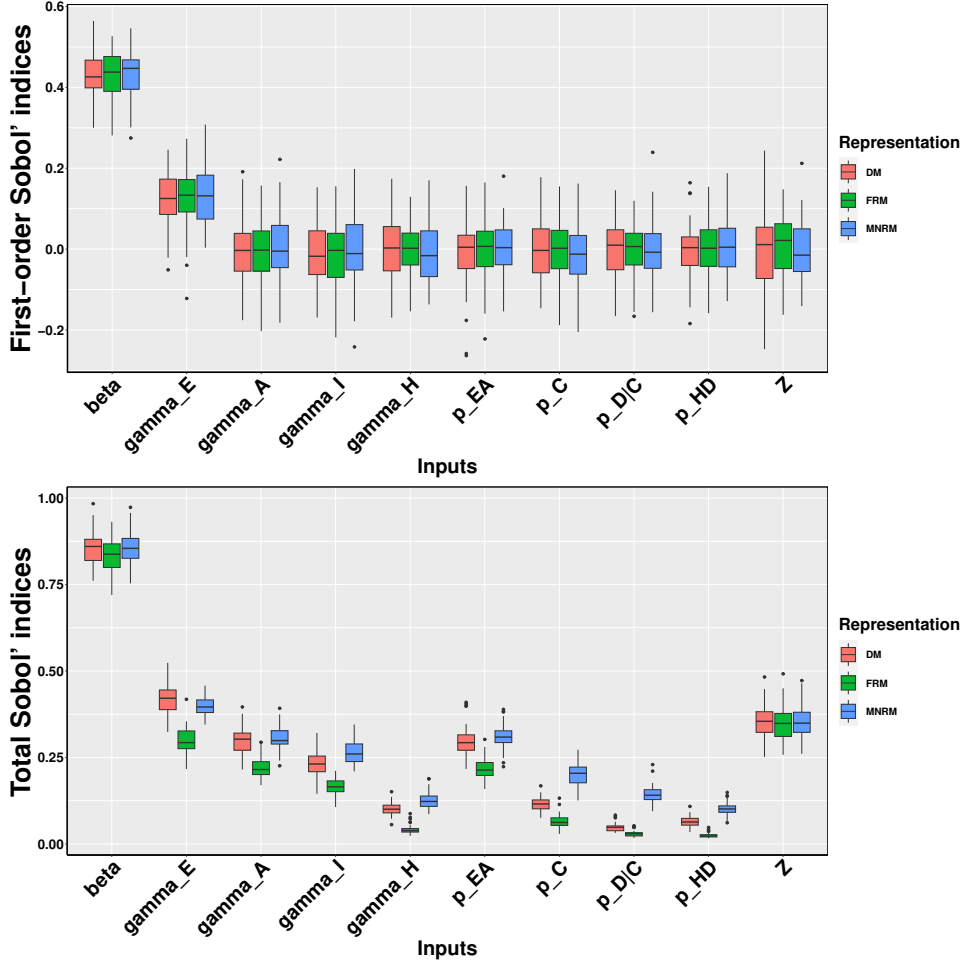 First−order Sobol' indices
0.6
0.4
0.2
0.0
−0.2
beta
gamma_E
gamma_A
gamma_I
gamma_H
p_EA
p_C
p_D|C
p_HD
Z
Inputs
Representation
DM
FRM
MNRM
Total Sobol' indices
1.00
0.75
0.50
0.25
0.00
beta
gamma_E
gamma_A
gamma_I
gamma_H
p_EA
p_C
p_D|C
p_HD
Z
Inputs
Representation
DM
FRM
MNRM